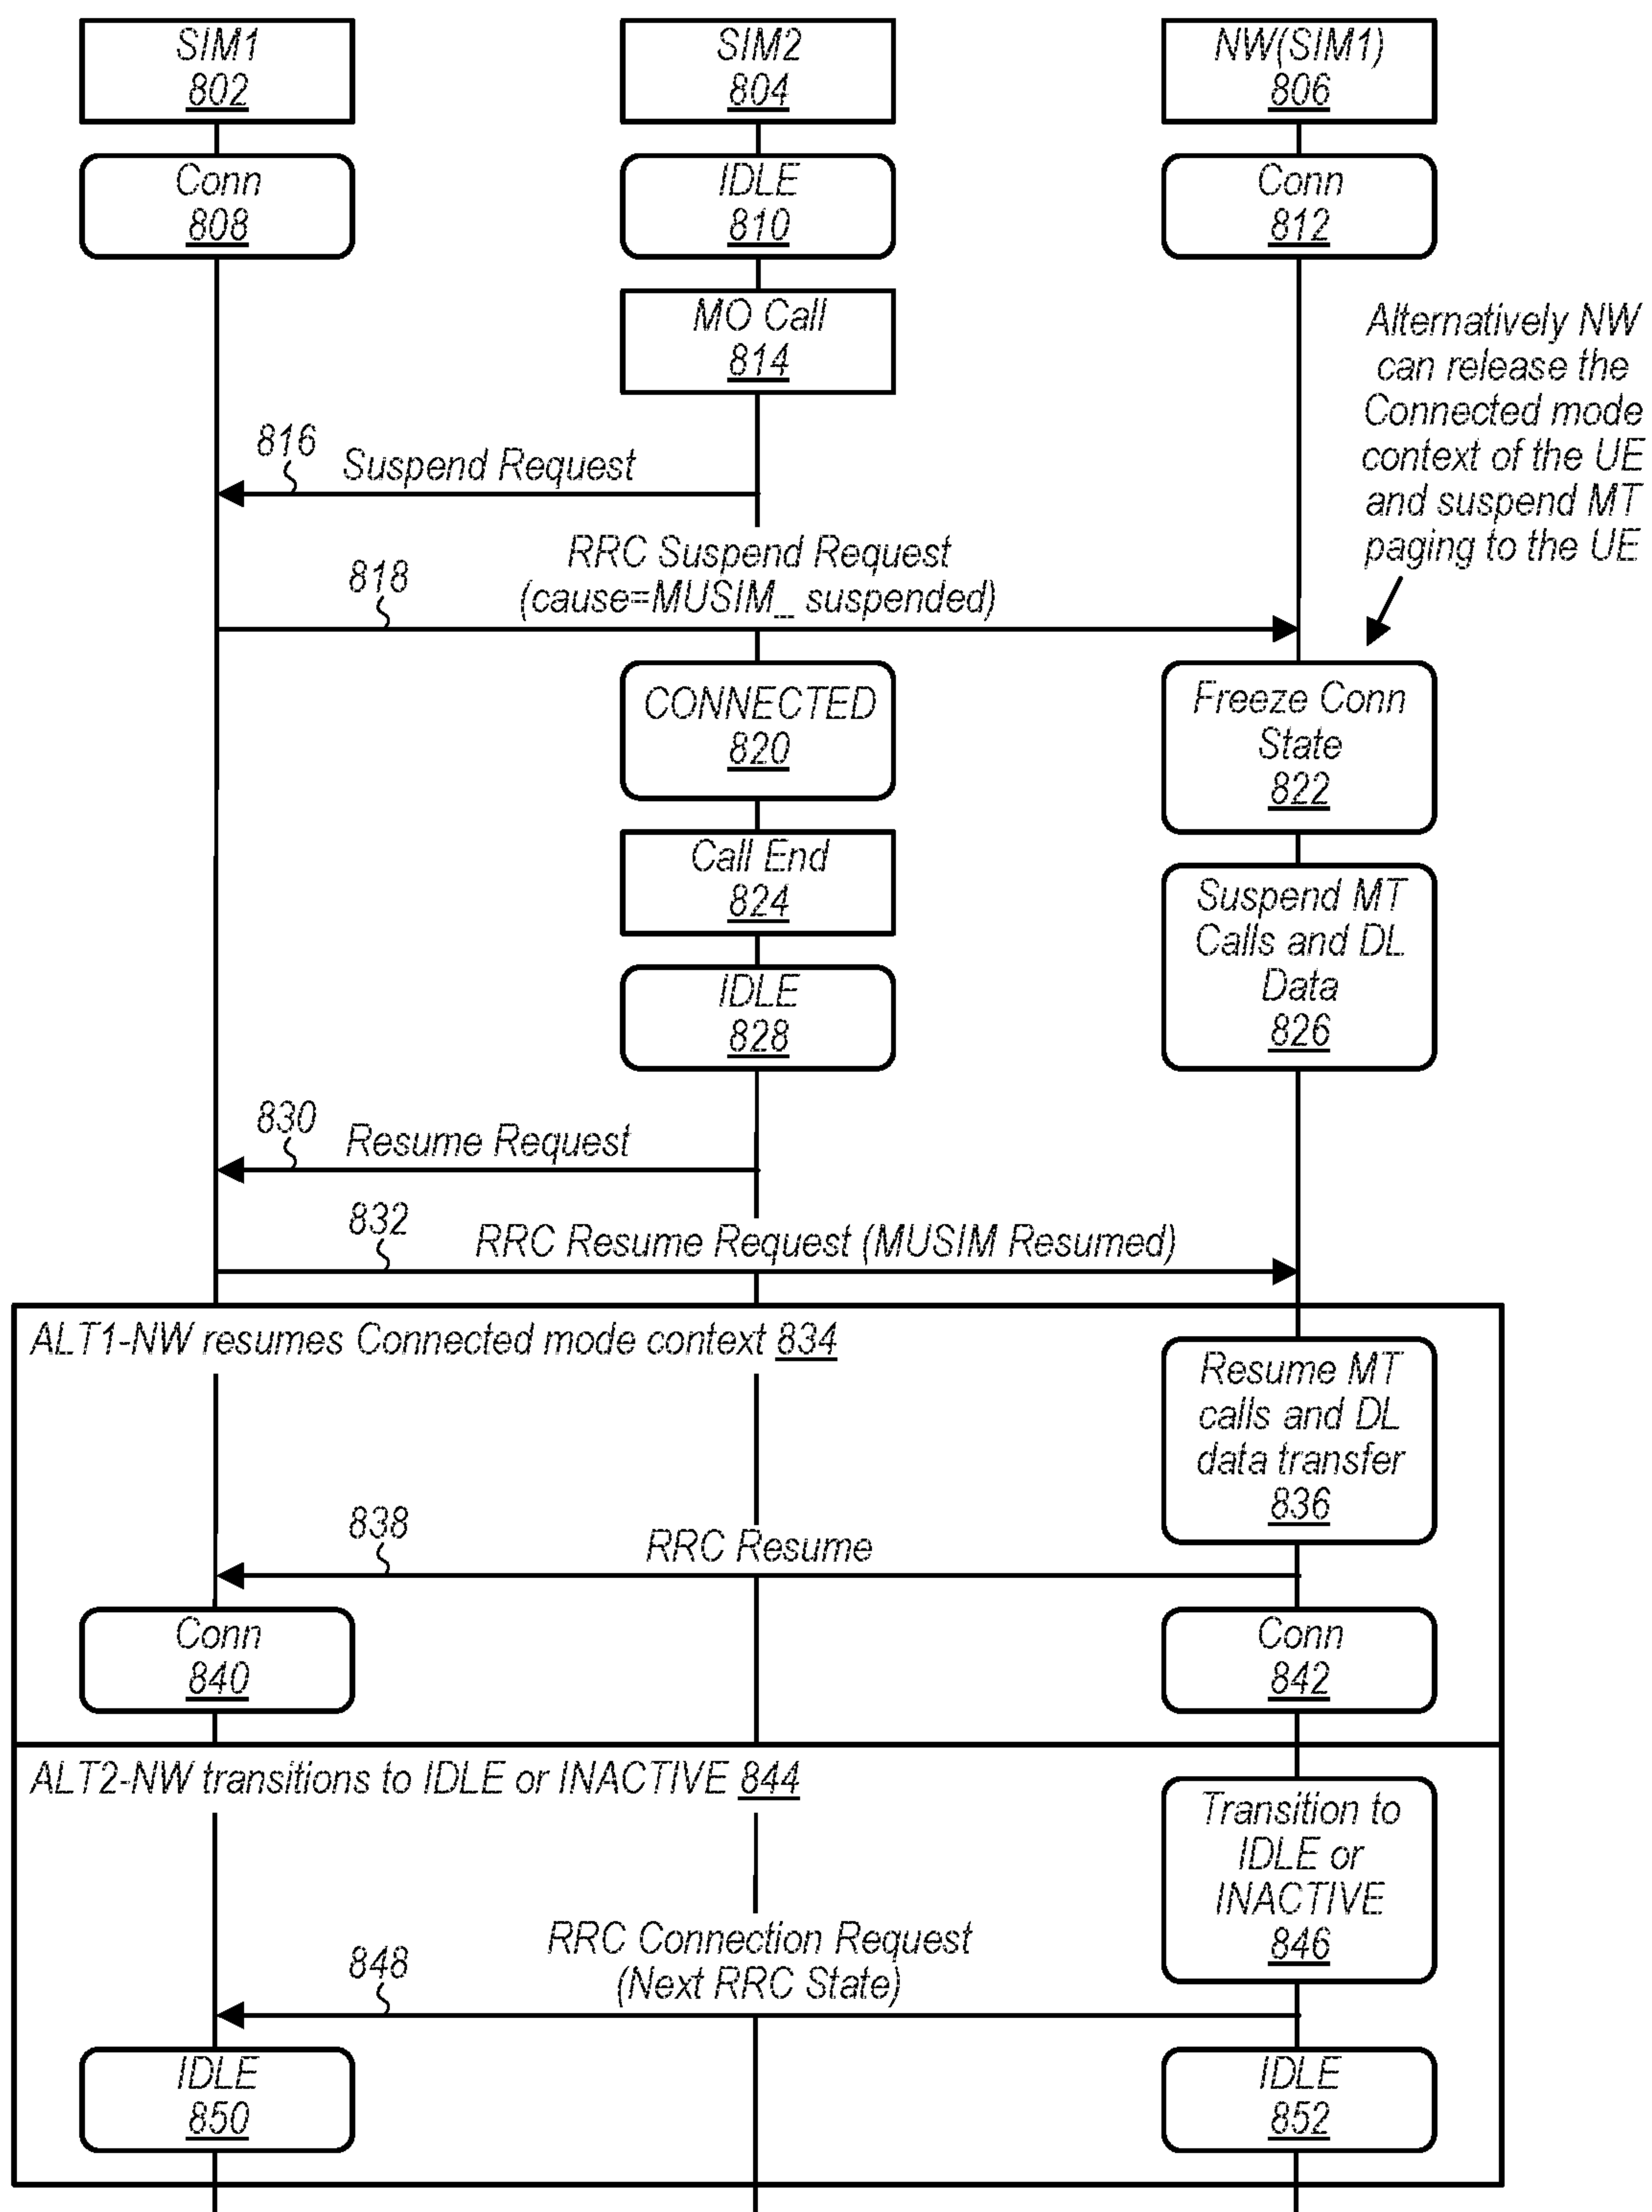 SIM1
802
SIM2
804
NW(SIM1)
806
Conn
808
IDLE
810
Conn
812
MO Call
814
Alternatively NW
can release the
Connected mode
context of the UE
and suspend MT
paging to the UE
816
Suspend Request
818
RRC Suspend Request
(cause=MUSIM_ suspended)
CONNECTED
820
Freeze Conn
State
822
Call End
824
Suspend MT
Calls and DL
Data
826
IDLE
828
830
Resume Request
832
RRC Resume Request (MUSIM Resumed)
ALT1-NW resumes Connected mode context 834
Resume MT
calls and DL
data transfer
836
838
RRC Resume
Conn
840
Conn
842
ALT2-NW transitions to IDLE or INACTIVE 844
Transition to
IDLE or
INACTIVE
846
848
RRC Connection Request
(Next RRC State)
IDLE
850
IDLE
852